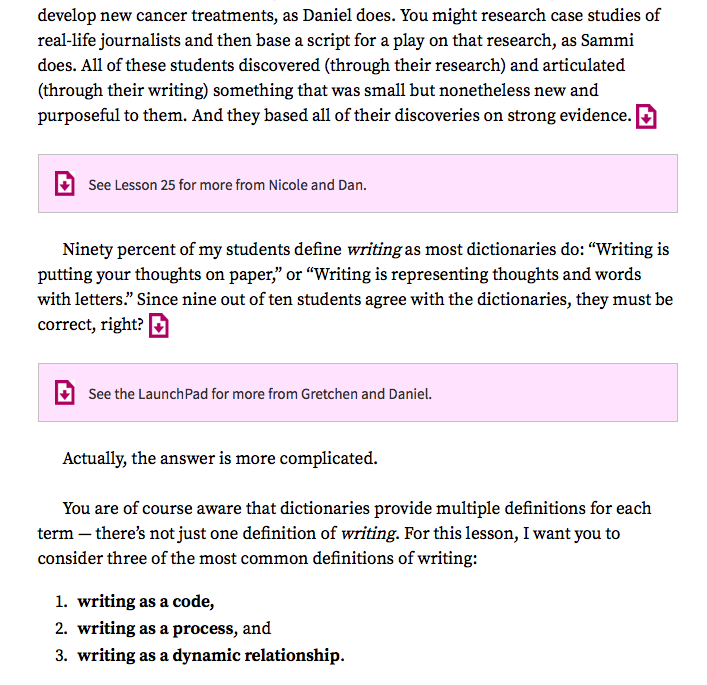 develop new cancer treatments, as Daniel does. You might research case studies of
real-life journalists and then base a script for a play on that research, as Sammi
does. All of these students discovered (through their research) and articulated
(through their writing) something that was small but nonetheless new and
purposeful to them. And they based all of their discoveries on strong evidence.
See Lesson 25 for more from Nicole and Dan.
Ninety percent of my students define writing as most dictionaries do: “Writing is
putting your thoughts on paper,” or “Writing is representing thoughts and words
with letters.” Since nine out of ten students agree with the dictionaries, they must be
correct, right?
See the LaunchPad for more from Gretchen and Daniel.
Actually, the answer is more complicated.
You are of course aware that dictionaries provide multiple definitions for each
term — there’s not just one definition of writing. For this lesson, I want you to
consider three of the most common definitions of writing:
1. writing as a code,
2. writing as a process, and
3. writing as a dynamic relationship.